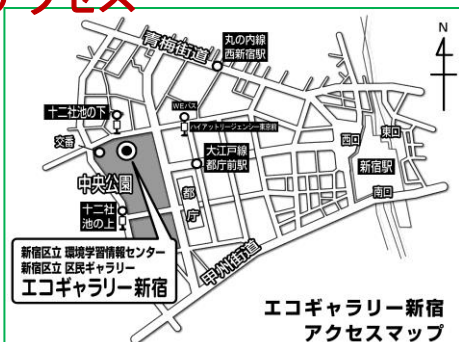 アクセス
N
青梅街道
丸の内線
西新宿駅
十二社池の下
WEバス
ハイアットリージェンシー東京前
交番
大江戸線
都庁前駅
西口
東口
新宿駅
中央公園
都庁
南口
十二社
池の上
甲州街道
新宿区立 環境学習情報センター
新宿区立 区民ギャラリー
エコギャラリー新宿
エコギャラリー新宿
アクセスマップ